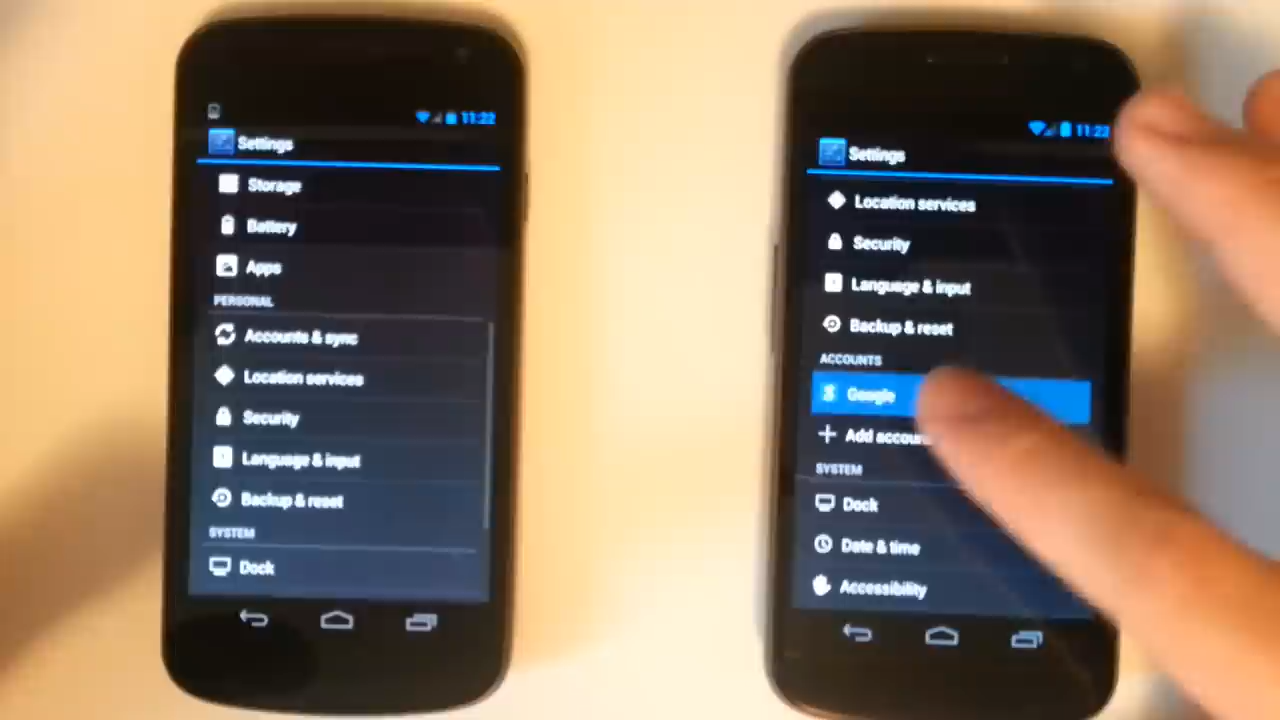 11:22
Settings
Storage
Battery
Apps
PERSONAL
Accounts & sync
Location services
Security
Language & input
Backup & reset
SYSTEM
Dock
11:22
Settings
Location services
Security
Language & input
Backup & reset
ACCOUNTS
Google
Add
SYSTEM
Dock
Date & time
Accessibility